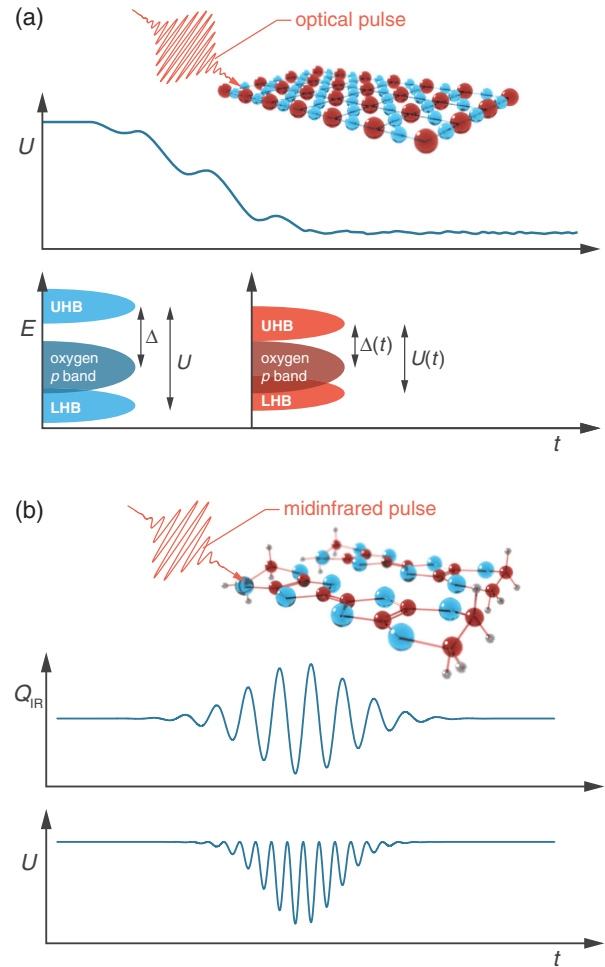 (a)
optical pulse
U
E
UHB
oxygen
p band
LHB
Δ
U
UHB
oxygen
p band
LHB
Δ(t)
U(t)
t
(b)
midinfrared pulse
Q_IR
U
t